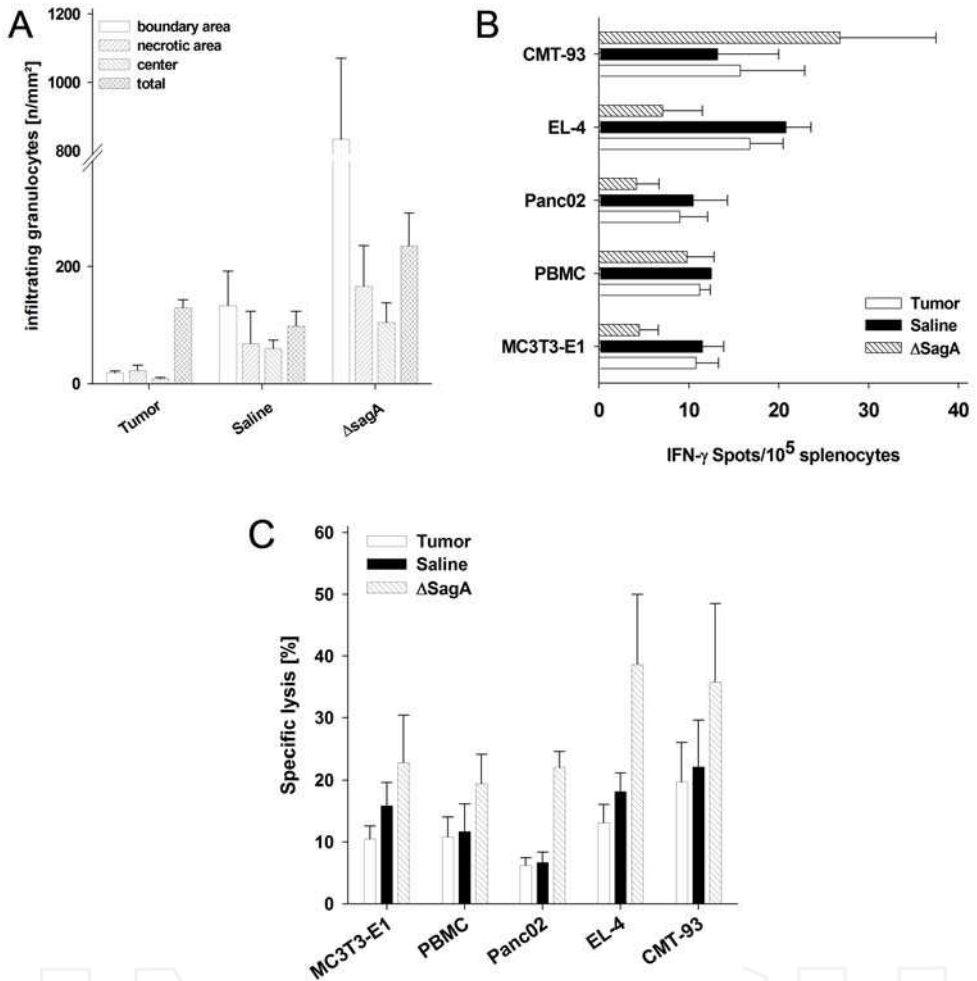 A
infiltrating granulocytes [n/mm²]
1200
1000
800
200
0
boundary area
necrotic area
center
total
Tumor
Saline
ΔsagA
B
CMT-93
EL-4
Panc02
PBMC
MC3T3-E1
Tumor
Saline
ΔSagA
0 10 20 30 40
IFN-γ Spots/10⁵ splenocytes
C
Specific lysis [%]
60
50
40
30
20
10
0
Tumor
Saline
ΔSagA
MC3T3-E1
PBMC
Panc02
EL-4
CMT-93